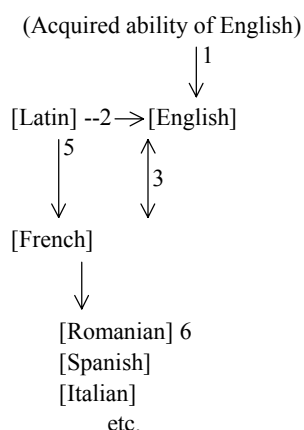 (Acquired ability of English)
1
[Latin] --2→[English]
5
3
[French]
[Romanian] 6
[Spanish]
[Italian]
etc.